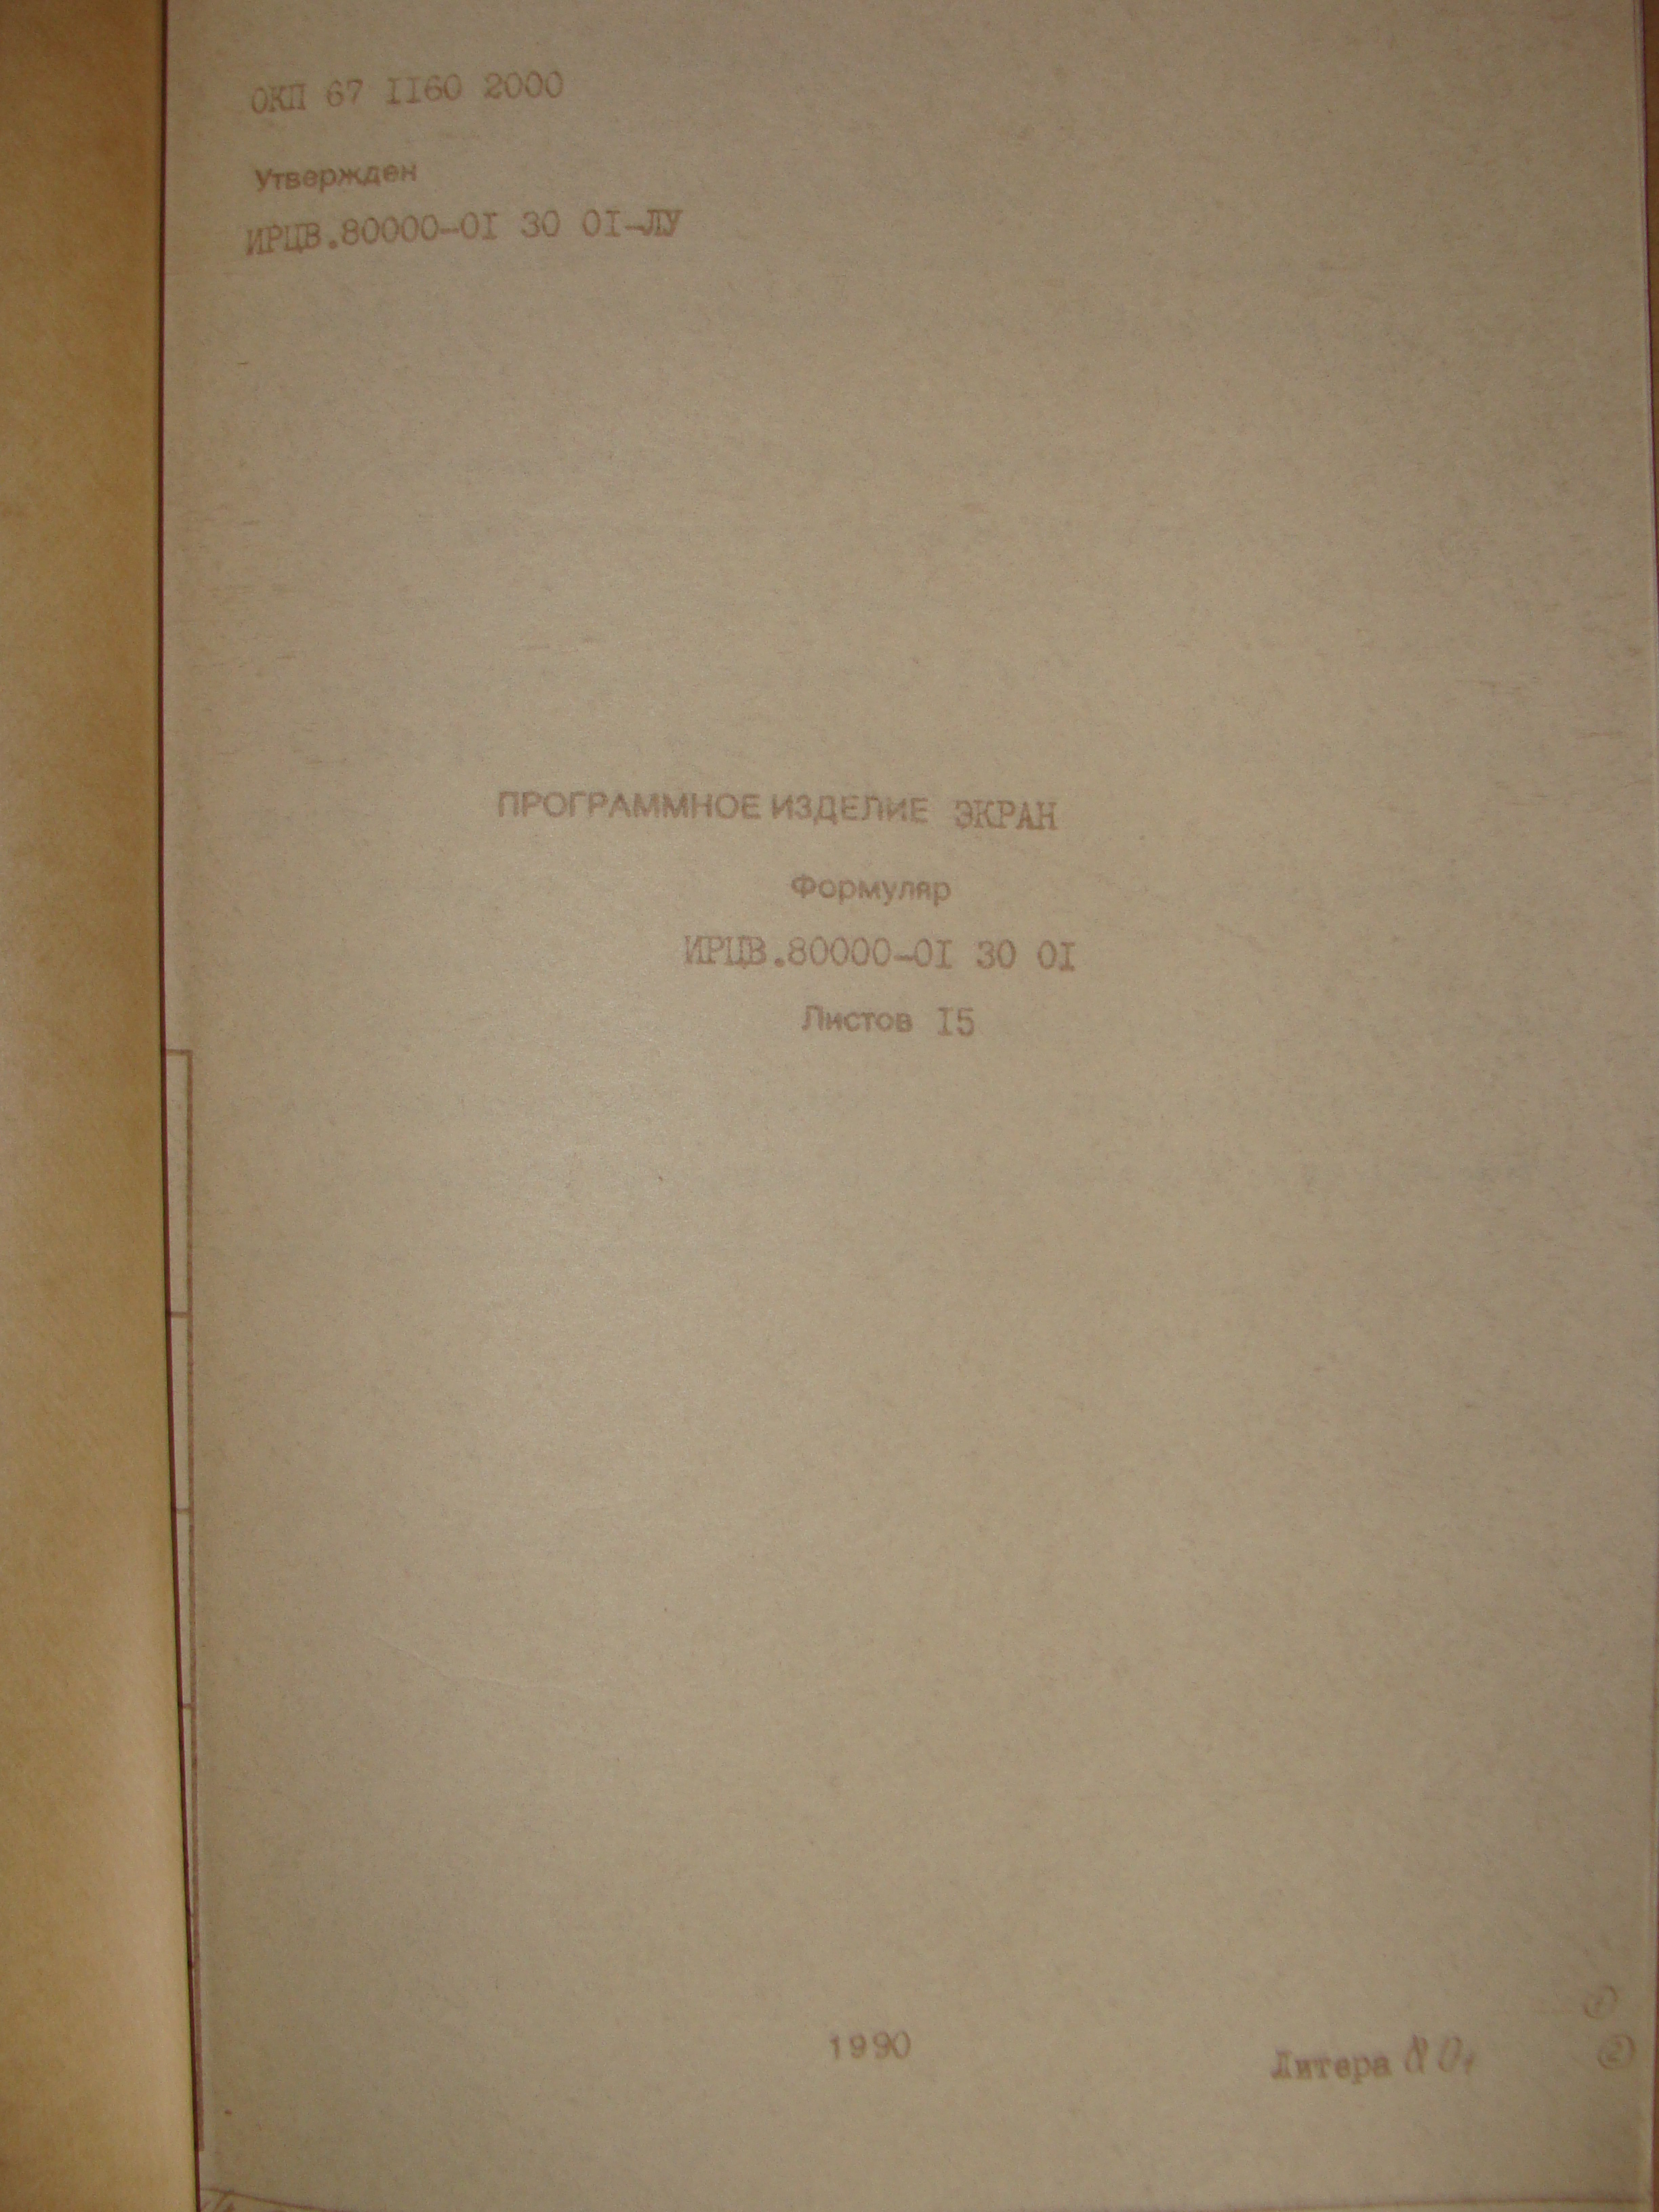 ОКП 67 II60 2000
Утвержден
ИРЦВ.80000-0I 30 0I-ЛУ
ПРОГРАММНОЕ ИЗДЕЛИЕ ЭКРАН
Формуляр
ИРЦВ.80000-0I 30 0I
Листов I5
1990
Литера